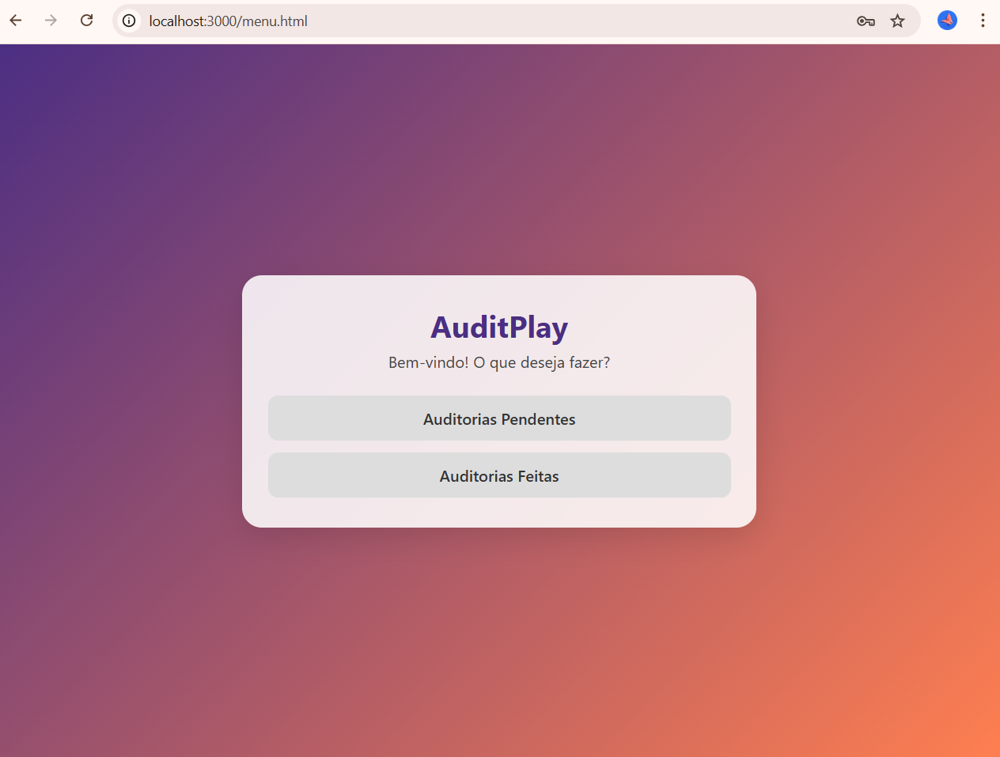 localhost:3000/menu.html
AuditPlay
Bem-vindo! O que deseja fazer?
Auditorias Pendentes
Auditorias Feitas